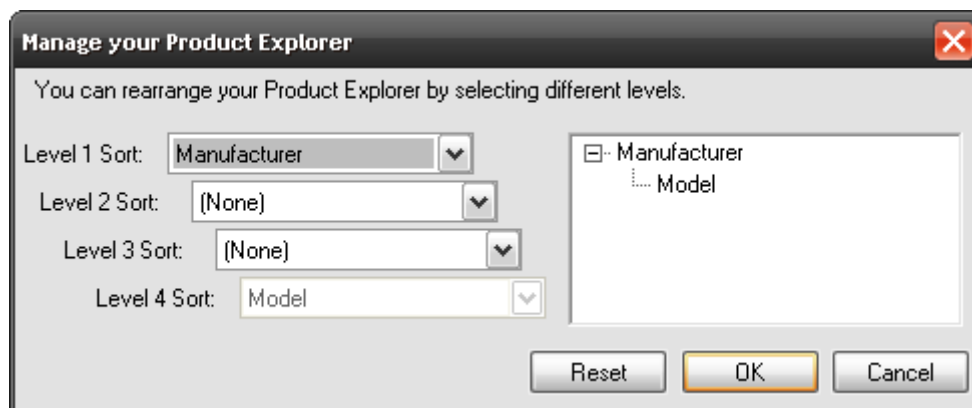 Manage your Product Explorer
You can rearrange your Product Explorer by selecting different levels.
Level 1 Sort: Manufacturer
Level 2 Sort: (None)
Level 3 Sort: (None)
Level 4 Sort: Model
Manufacturer
Model
Reset OK Cancel